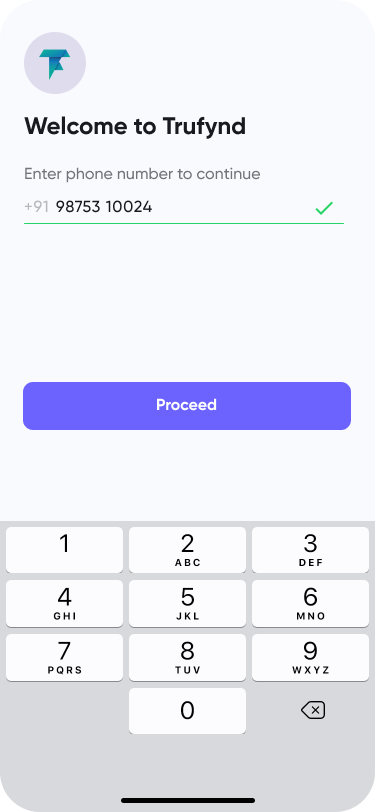 Welcome to Trufynd
Enter phone number to continue
+91 98753 10024
Proceed
1
2
ABC
3
DEF
4
GHI
5
JKL
6
MNO
7
PQRS
8
TUV
9
WXYZ
0